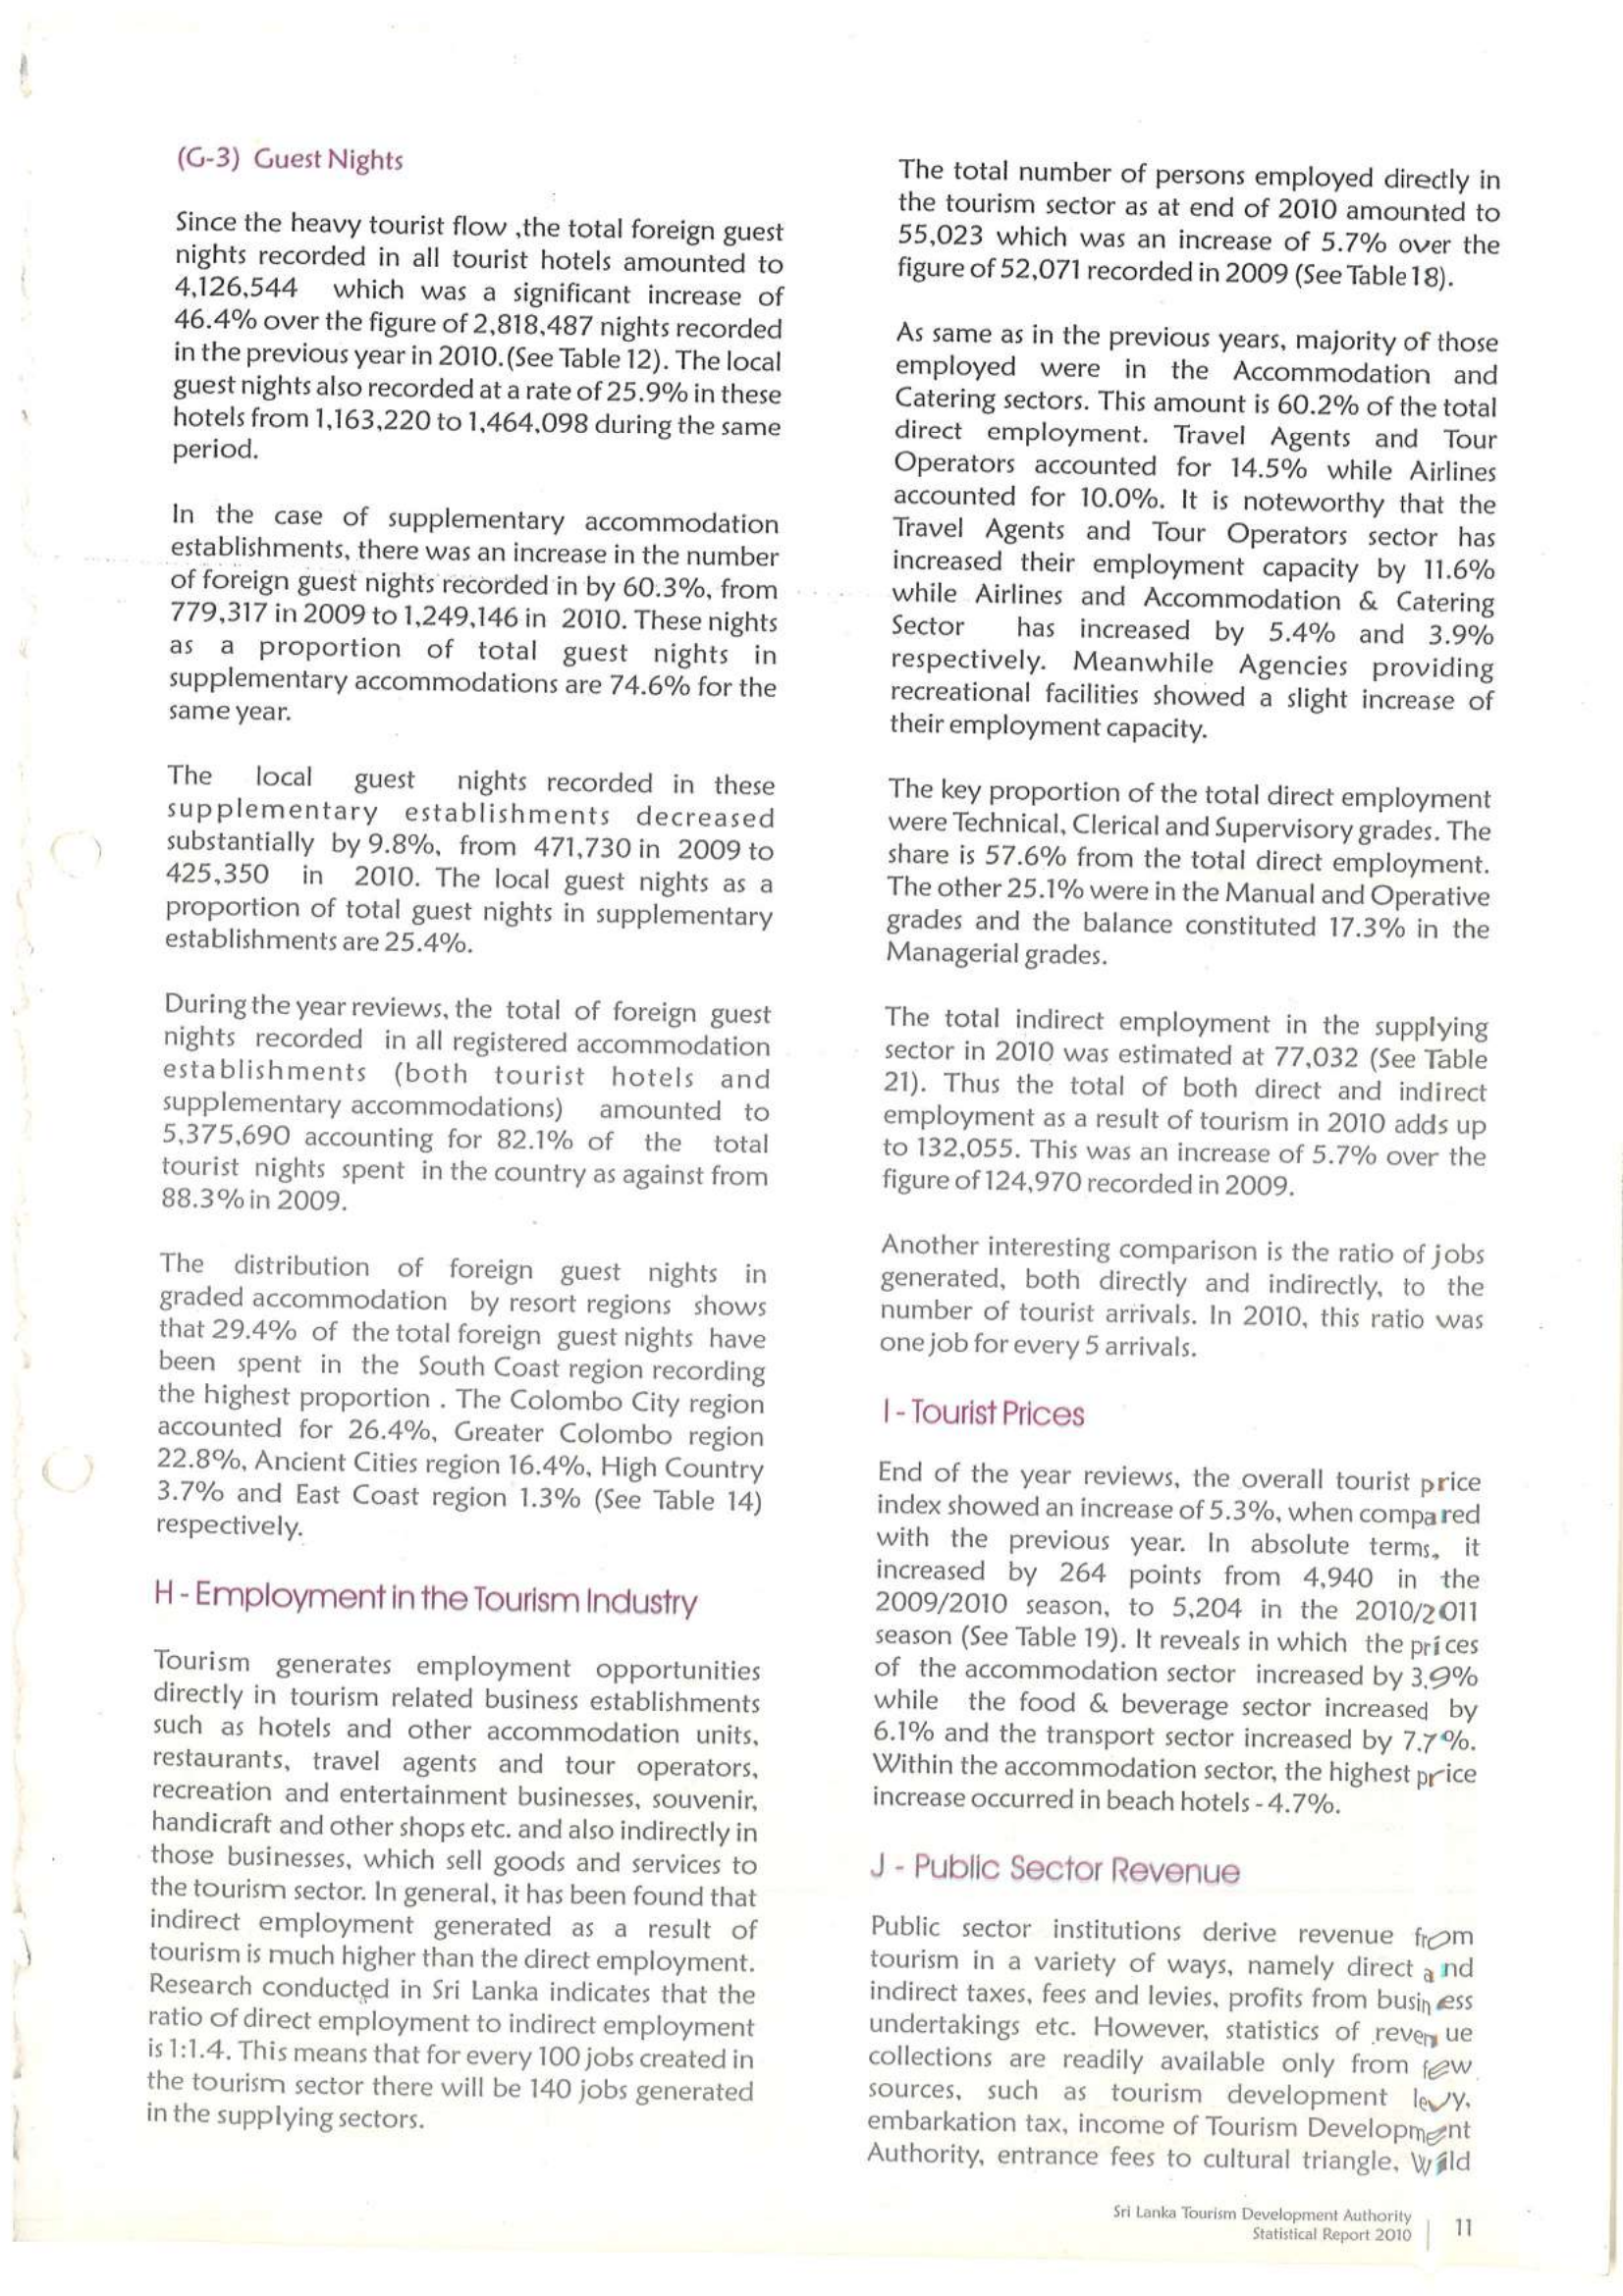 (G-3) Guest Nights
Since the heavy tourist flow ,the total foreign guest
nights recorded in all tourist hotels amounted to
4,126,544 which was a significant increase of
46.4% over the figure of 2,818,487 nights recorded
in the previous year in 2010.(See Table 12). The local
guest nights also recorded at a rate of 25.9% in these
hotels from 1,163,220 to 1,464,098 during the same
period.
In the case of supplementary accommodation
establishments, there was an increase in the number
of foreign guest nights recorded in by 60.3%, from
779,317 in 2009 to 1,249,146 in 2010. These nights
as a proportion of total guest nights in
supplementary accommodations are 74.6% for the
same year.
The local guest nights recorded in these
supplementary establishments decreased
substantially by 9.8%, from 471,730 in 2009 to
425,350 in 2010. The local guest nights as a
proportion of total guest nights in supplementary
establishments are 25.4%.
During the year reviews, the total of foreign guest
nights recorded in all registered accommodation
establishments (both tourist hotels and
supplementary accommodations) amounted to
5,375,690 accounting for 82.1% of the total
tourist nights spent in the country as against from
88.3% in 2009.
The distribution of foreign guest nights in
graded accommodation by resort regions shows
that 29.4% of the total foreign guest nights have
been spent in the South Coast region recording
the highest proportion . The Colombo City region
accounted for 26.4%, Greater Colombo region
22.8%, Ancient Cities region 16.4%, High Country
3.7% and East Coast region 1.3% (See Table 14)
respectively.
H - Employment in the Tourism Industry
Tourism generates employment opportunities
directly in tourism related business establishments
such as hotels and other accommodation units,
restaurants, travel agents and tour operators,
recreation and entertainment businesses, souvenir,
handicraft and other shops etc. and also indirectly in
those businesses, which sell goods and services to
the tourism sector. In general, it has been found that
indirect employment generated as a result of
tourism is much higher than the direct employment.
Research conducted in Sri Lanka indicates that the
ratio of direct employment to indirect employment
is 1:1.4. This means that for every 100 jobs created in
the tourism sector there will be 140 jobs generated
in the supplying sectors.
The total number of persons employed directly in
the tourism sector as at end of 2010 amounted to
55,023 which was an increase of 5.7% over the
figure of 52,071 recorded in 2009 (See Table18).
As same as in the previous years, majority of those
employed were in the Accommodation and
Catering sectors. This amount is 60.2% of the total
direct employment. Travel Agents and Tour
Operators accounted for 14.5% while Airlines
accounted for 10.0%. It is noteworthy that the
Travel Agents and Tour Operators sector has
increased their employment capacity by 11.6%
while Airlines and Accommodation & Catering
Sector has increased by 5.4% and 3.9%
respectively. Meanwhile Agencies providing
recreational facilities showed a slight increase of
their employment capacity.
The key proportion of the total direct employment
were Technical, Clerical and Supervisory grades. The
share is 57.6% from the total direct employment.
The other 25.1% were in the Manual and Operative
grades and the balance constituted 17.3% in the
Managerial grades.
The total indirect employment in the supplying
sector in 2010 was estimated at 77,032 (See Table
21). Thus the total of both direct and indirect
employment as a result of tourism in 2010 adds up
to 132,055. This was an increase of 5.7% over the
figure of 124,970 recorded in 2009.
Another interesting comparison is the ratio of jobs
generated, both directly and indirectly, to the
number of tourist arrivals. In 2010, this ratio was
one job for every 5 arrivals.
I - Tourist Prices
End of the year reviews, the overall tourist price
index showed an increase of 5.3%, when compared
with the previous year. In absolute terms, it
increased by 264 points from 4,940 in the
2009/2010 season, to 5,204 in the 2010/2011
season (See Table 19). It reveals in which the prices
of the accommodation sector increased by 3.9%
while the food & beverage sector increased by
6.1% and the transport sector increased by 7.7%.
Within the accommodation sector, the highest price
increase occurred in beach hotels - 4.7%.
J - Public Sector Revenue
Public sector institutions derive revenue from
tourism in a variety of ways, namely direct and
indirect taxes, fees and levies, profits from business
undertakings etc. However, statistics of revenue
collections are readily available only from few
sources, such as tourism development levy,
embarkation tax, income of Tourism Development
Authority, entrance fees to cultural triangle, Wild
Sri Lanka Tourism Development Authority
Statistical Report 2010
11